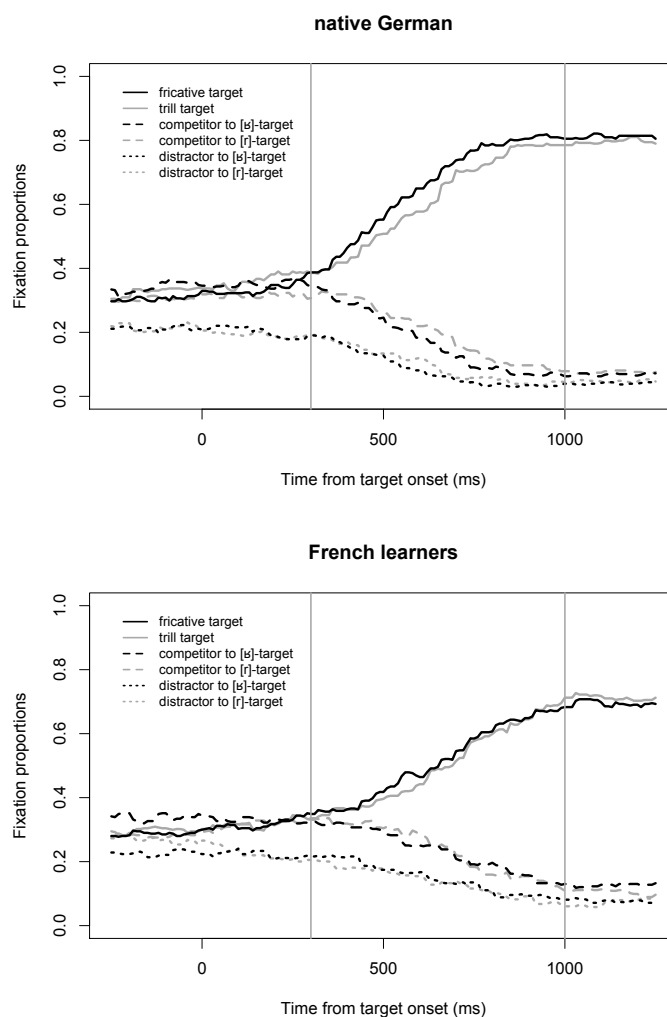 native German
fricative target
trill target
competitor to [ʁ]-target
competitor to [r]-target
distractor to [ʁ]-target
distractor to [r]-target
Fixation proportions
0.0 0.2 0.4 0.6 0.8 1.0
0 500 1000
Time from target onset (ms)
French learners
fricative target
trill target
competitor to [ʁ]-target
competitor to [r]-target
distractor to [ʁ]-target
distractor to [r]-target
Fixation proportions
0.0 0.2 0.4 0.6 0.8 1.0
0 500 1000
Time from target onset (ms)